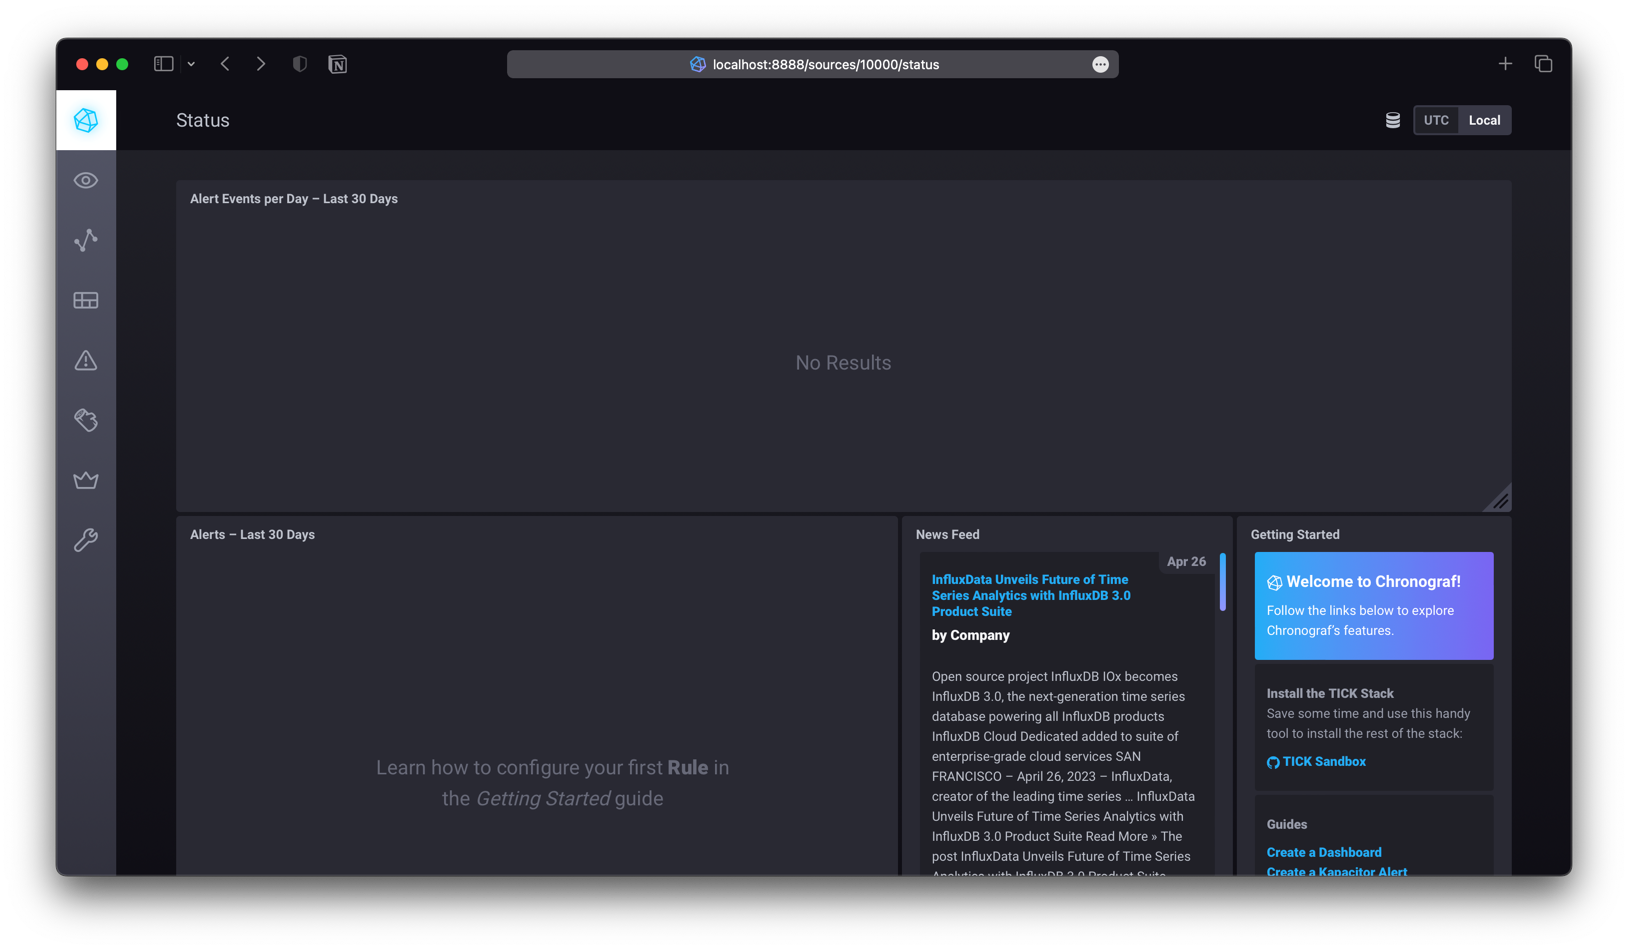 localhost:8888/sources/10000/status
Status
UTC
Local
Alert Events per Day – Last 30 Days
No Results
Alerts – Last 30 Days
Learn how to configure your first Rule in
the Getting Started guide
News Feed
Apr 26
InfluxData Unveils Future of Time
Series Analytics with InfluxDB 3.0
Product Suite
by Company
Open source project InfluxDB IOx becomes
InfluxDB 3.0, the next-generation time series
database powering all InfluxDB products
InfluxDB Cloud Dedicated added to suite of
enterprise-grade cloud services SAN
FRANCISCO – April 26, 2023 – InfluxData,
creator of the leading time series … InfluxData
Unveils Future of Time Series Analytics with
InfluxDB 3.0 Product Suite Read More » The
post InfluxData Unveils Future of Time Series
Analytics with InfluxDB 3.0 Product Suite
Getting Started
Welcome to Chronograf!
Follow the links below to explore
Chronograf’s features.
Install the TICK Stack
Save some time and use this handy
tool to install the rest of the stack:
TICK Sandbox
Guides
Create a Dashboard
Create a Kapacitor Alert